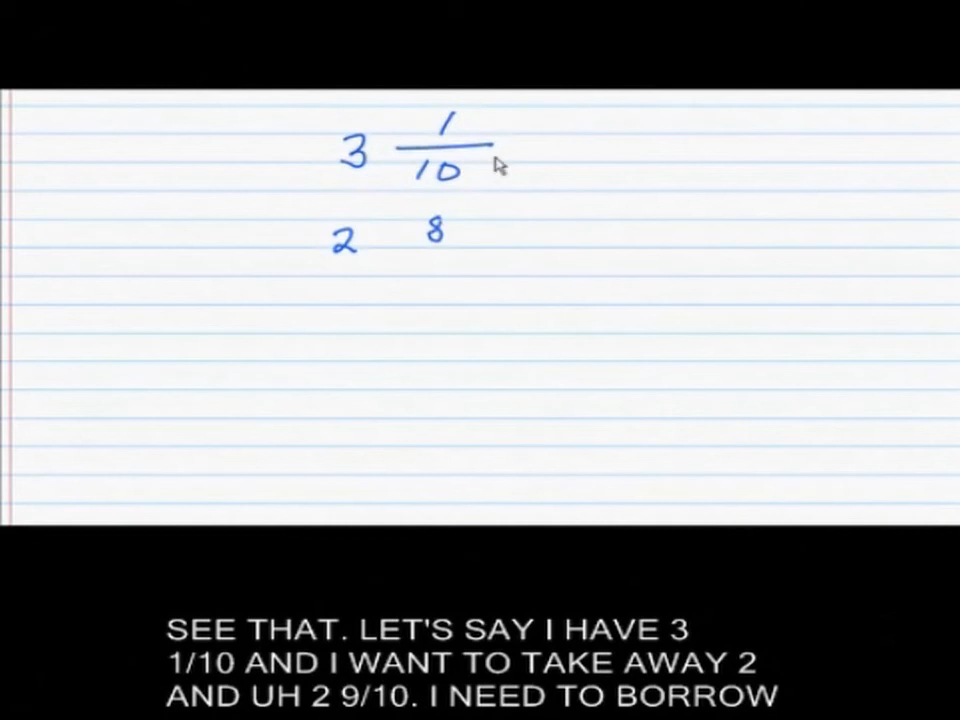 3 1/10
2 8
SEE THAT. LET'S SAY I HAVE 3
1/10 AND I WANT TO TAKE AWAY 2
AND UH 2 9/10. I NEED TO BORROW